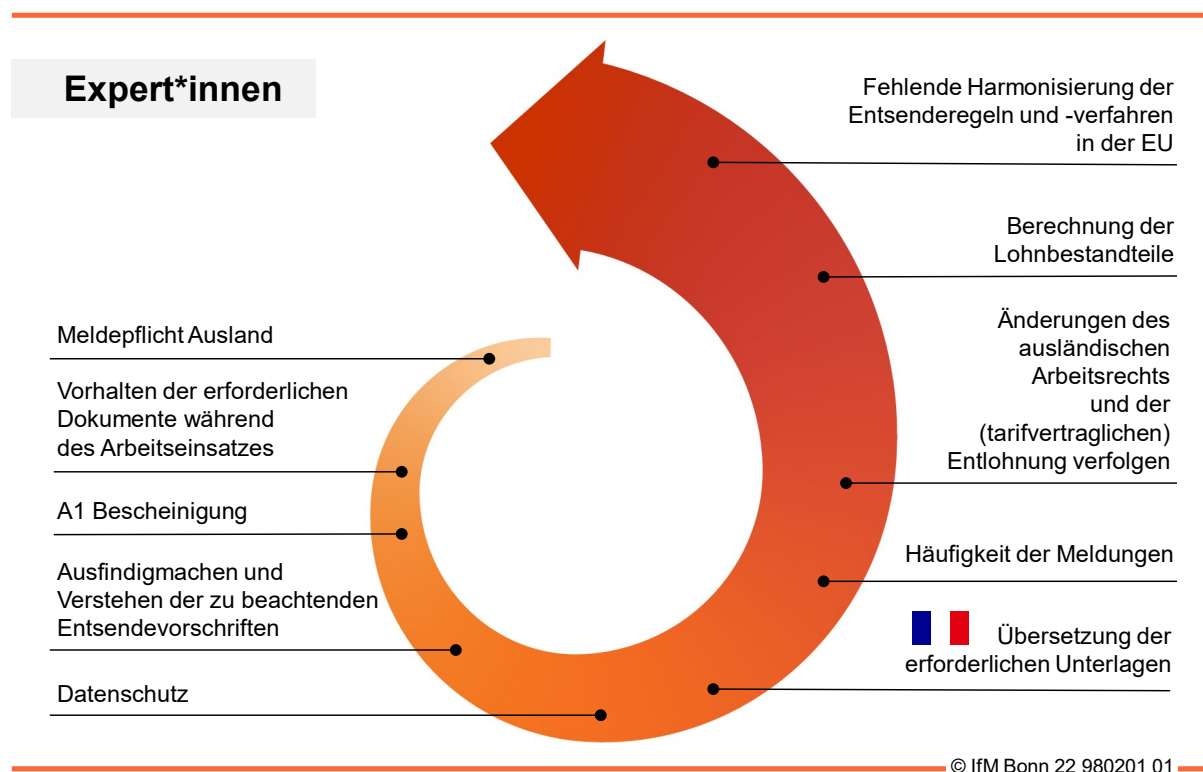 Expert*innen
Fehlende Harmonisierung der
Entsenderegeln und -verfahren
in der EU
Berechnung der
Lohnbestandteile
Änderungen des
ausländischen
Arbeitsrechts
und der
(tarifvertraglichen)
Entlohnung verfolgen
Häufigkeit der Meldungen
Übersetzung der
erforderlichen Unterlagen
Meldepflicht Ausland
Vorhalten der erforderlichen
Dokumente während
des Arbeitseinsatzes
A1 Bescheinigung
Ausfindigmachen und
Verstehen der zu beachtenden
Entsendevorschriften
Datenschutz
© IfM Bonn 22 980201 01